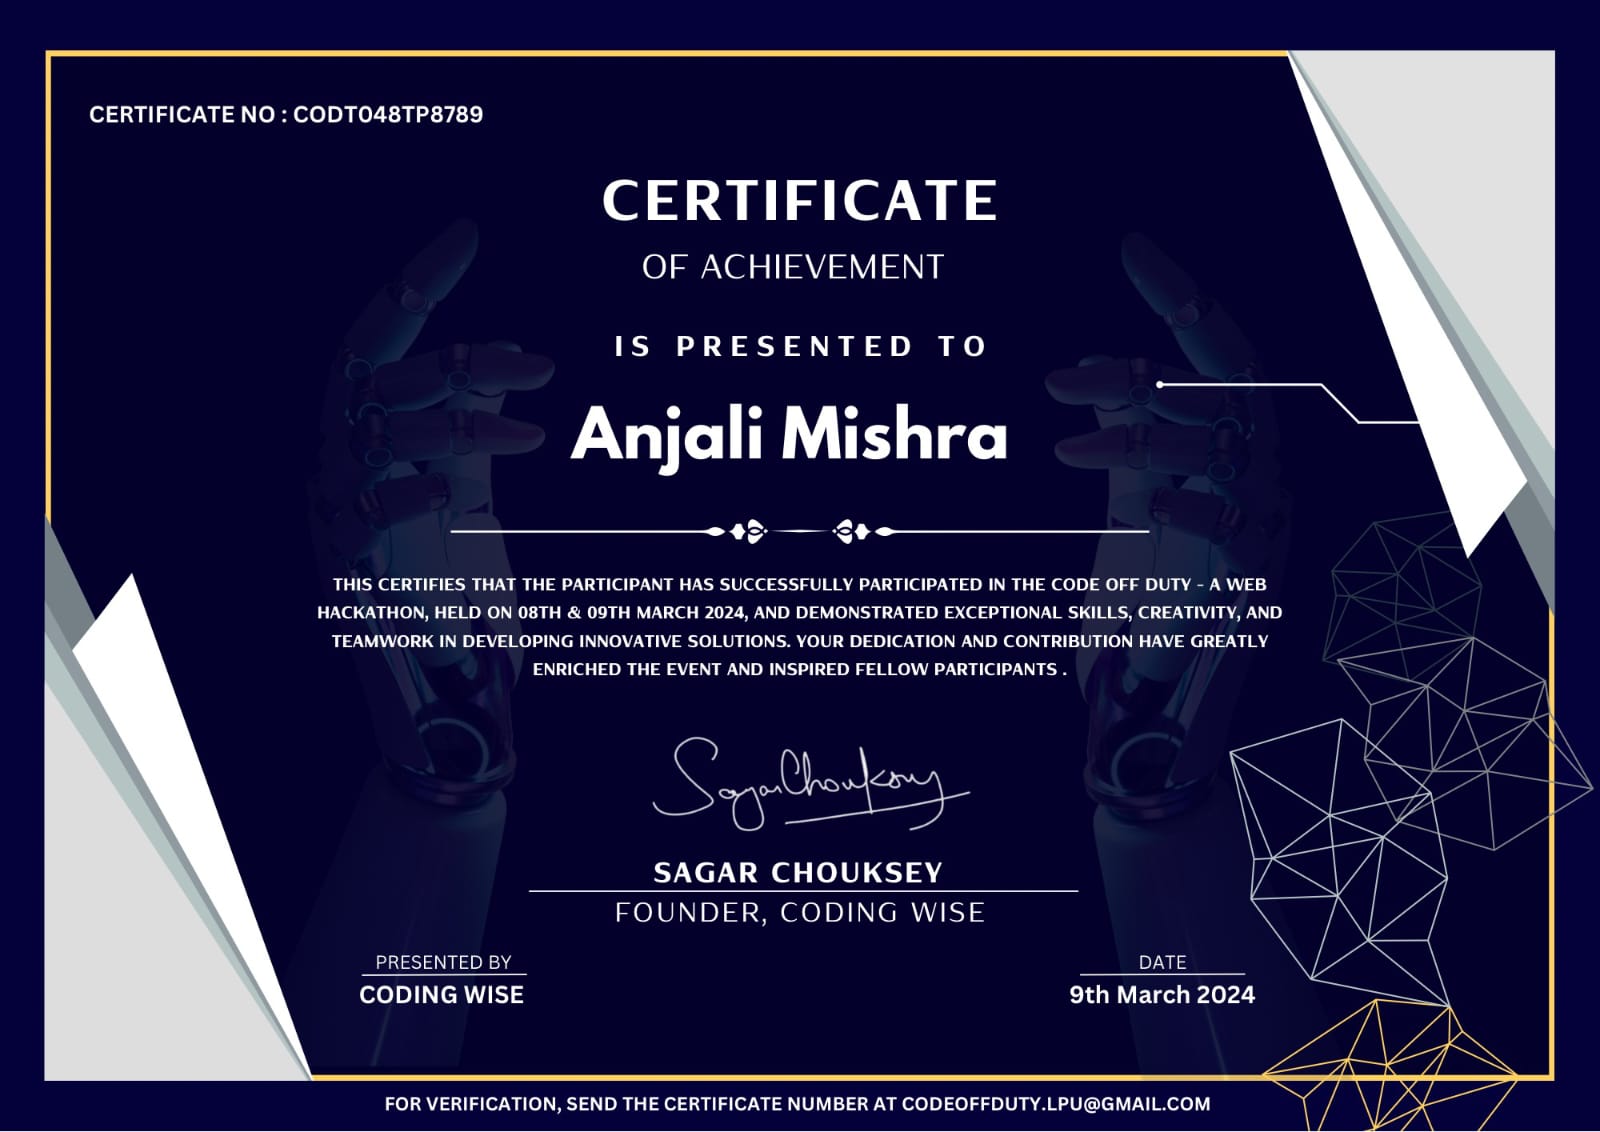 CERTIFICATE NO : CODT048TP8789
CERTIFICATE
OF ACHIEVEMENT
IS PRESENTED TO
Anjali Mishra
THIS CERTIFIES THAT THE PARTICIPANT HAS SUCCESSFULLY PARTICIPATED IN THE CODE OFF DUTY - A WEB
HACKATHON, HELD ON 08TH & 09TH MARCH 2024, AND DEMONSTRATED EXCEPTIONAL SKILLS, CREATIVITY, AND
TEAMWORK IN DEVELOPING INNOVATIVE SOLUTIONS. YOUR DEDICATION AND CONTRIBUTION HAVE GREATLY
ENRICHED THE EVENT AND INSPIRED FELLOW PARTICIPANTS .
Sagar Chouksey
SAGAR CHOUKSEY
FOUNDER, CODING WISE
PRESENTED BY
CODING WISE
DATE
9th March 2024
FOR VERIFICATION, SEND THE CERTIFICATE NUMBER AT CODEOFFDUTY.LPU@GMAIL.COM